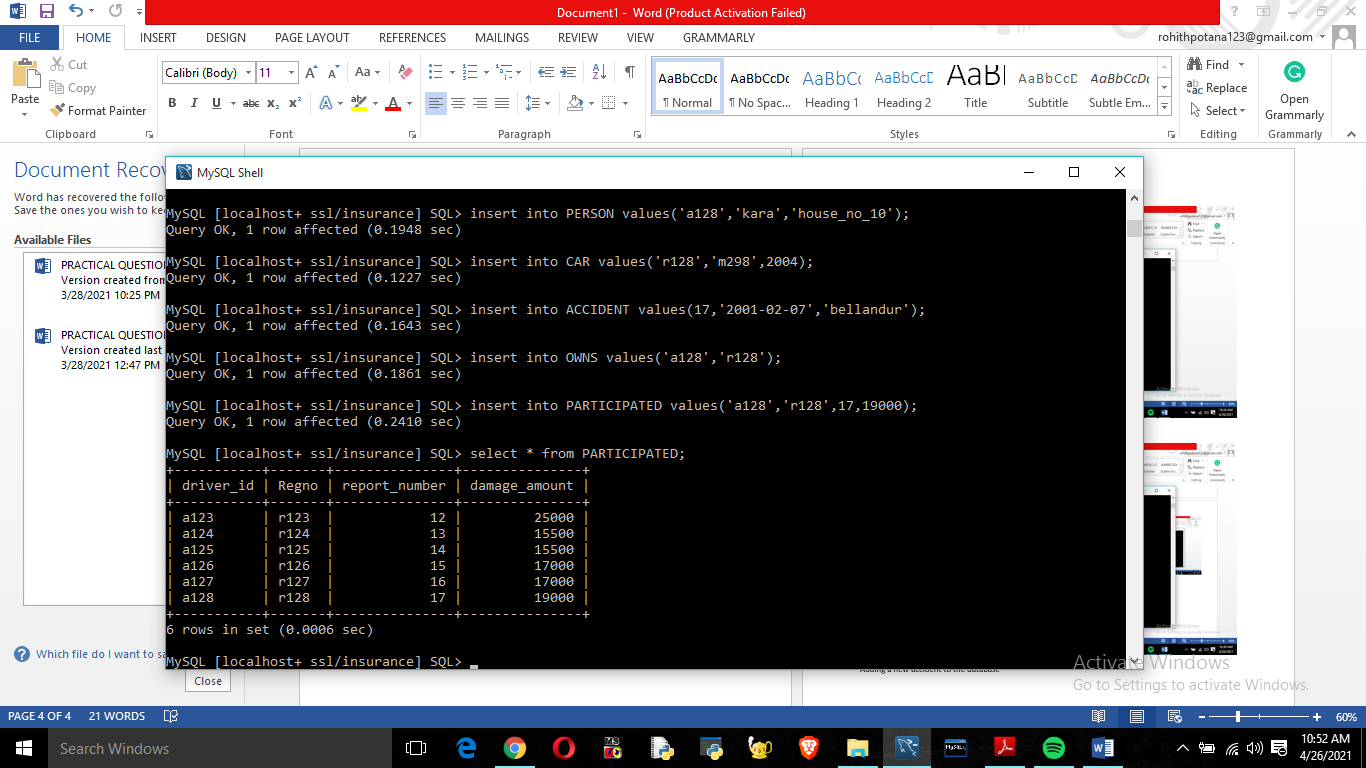 Document1 - Word (Product Activation Failed)
FILE HOME INSERT DESIGN PAGE LAYOUT REFERENCES MAILINGS REVIEW VIEW GRAMMARLY
rohithpotana123@gmail.com
Paste
Cut
Copy
Format Painter
Clipboard
Calibri (Body) 11
Font
Paragraph
AaBbCcDc AaBbCcDc AaBbCc AaBbCcD AaB AaBbCcD AaBbCcDc
¶ Normal ¶ No Spac... Heading 1 Heading 2 Title Subtitle Subtle Em...
Styles
Find
Replace
Select
Editing
Open
Grammarly
Grammarly
Document Reco
Word has recovered the follo
Save the ones you wish to ke
Available Files
PRACTICAL QUESTION
Version created from
3/28/2021 10:25 PM
PRACTICAL QUESTI
Version created last
3/28/2021 12:47 PM
Which file do I want to sa
Close
MySQL Shell
MySQL [localhost+ ssl/insurance] SQL> insert into PERSON values('a128','kara','house_no_10');
Query OK, 1 row affected (0.1948 sec)
MySQL [localhost+ ssl/insurance] SQL> insert into CAR values('r128','m298',2004);
Query OK, 1 row affected (0.1227 sec)
MySQL [localhost+ ssl/insurance] SQL> insert into ACCIDENT values(17,'2001-02-07','bellandur');
Query OK, 1 row affected (0.1643 sec)
MySQL [localhost+ ssl/insurance] SQL> insert into OWNS values('a128','r128');
Query OK, 1 row affected (0.1861 sec)
MySQL [localhost+ ssl/insurance] SQL> insert into PARTICIPATED values('a128','r128',17,19000);
Query OK, 1 row affected (0.2410 sec)
MySQL [localhost+ ssl/insurance] SQL> select * from PARTICIPATED;
+-----------+-------+---------------+---------------+
| driver_id | Regno | report_number | damage_amount |
+-----------+-------+---------------+---------------+
| a123 | r123 | 12 | 25000 |
| a124 | r124 | 13 | 15500 |
| a125 | r125 | 14 | 15500 |
| a126 | r126 | 15 | 17000 |
| a127 | r127 | 16 | 17000 |
| a128 | r128 | 17 | 19000 |
+-----------+-------+---------------+---------------+
6 rows in set (0.0006 sec)
MySQL [localhost+ ssl/insurance] SQL>
Adding a new accident to the database
Activate Windows
Go to Settings to activate Windows.
PAGE 4 OF 4 21 WORDS
60%
Search Windows
10:52 AM
4/26/2021